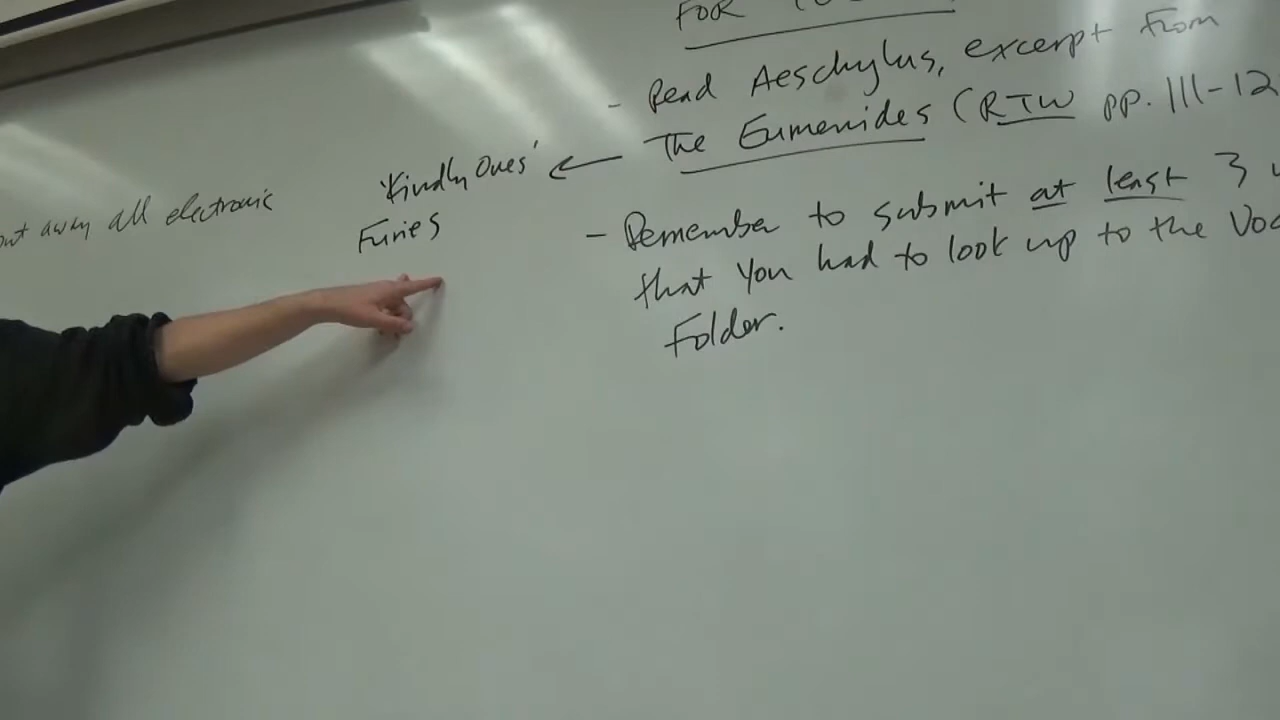 FOR
- Read Aeschylus, excerpt from
The Eumenides (RTW pp. 111-12
'Kindly Ones' ←
Furies
away all electronic
- Remember to submit at least 3
that you had to look up to the Voc
Folder.